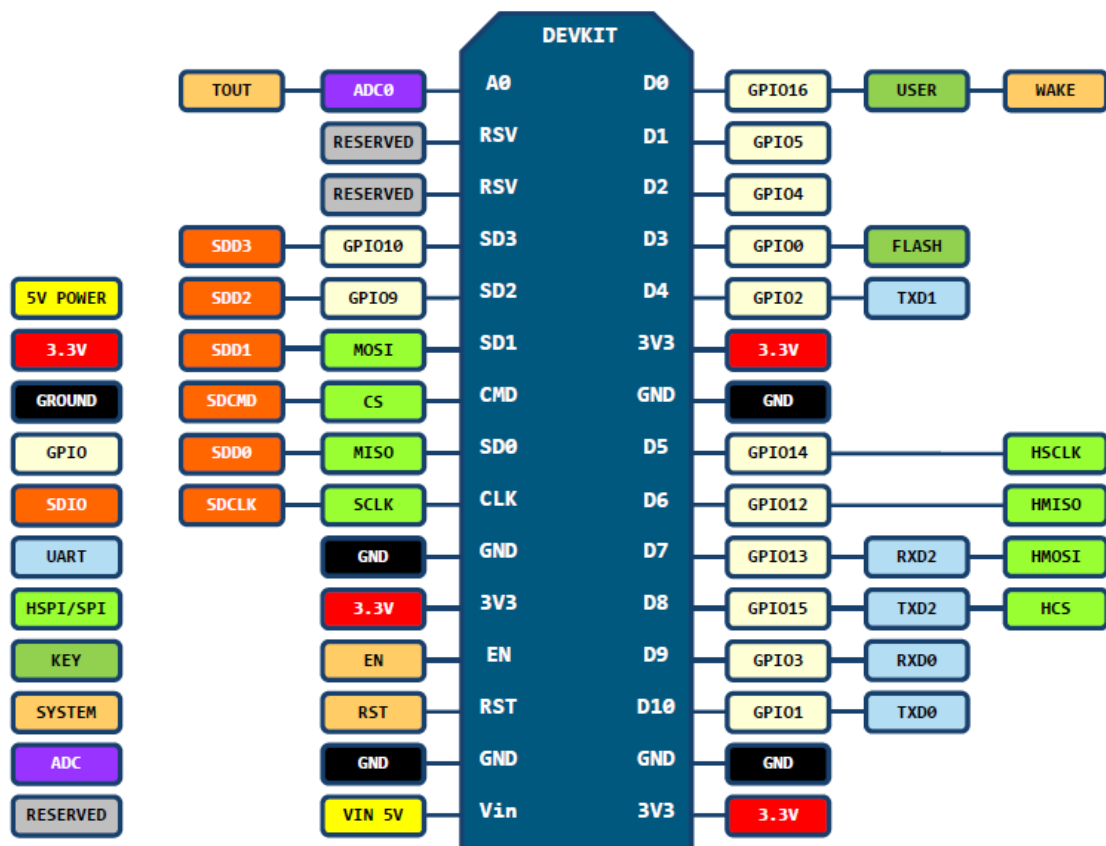 DEVKIT
TOUT ADC0 A0 D0 GPIO16 USER WAKE
RESERVED RSV D1 GPIO5
RESERVED RSV D2 GPIO4
SDD3 GPIO10 SD3 D3 GPIO0 FLASH
5V POWER SDD2 GPIO9 SD2 D4 GPIO2 TXD1
3.3V SDD1 MOSI SD1 3V3 3.3V
GROUND SDCMD CS CMD GND GND
GPIO SDD0 MISO SD0 D5 GPIO14 HSCLK
SDIO SDCLK SCLK CLK D6 GPIO12 HMISO
UART GND GND D7 GPIO13 RXD2 HMOSI
HSPI/SPI 3.3V 3V3 D8 GPIO15 TXD2 HCS
KEY EN EN D9 GPIO3 RXD0
SYSTEM RST RST D10 GPIO1 TXD0
ADC GND GND GND GND
RESERVED VIN 5V Vin 3V3 3.3V